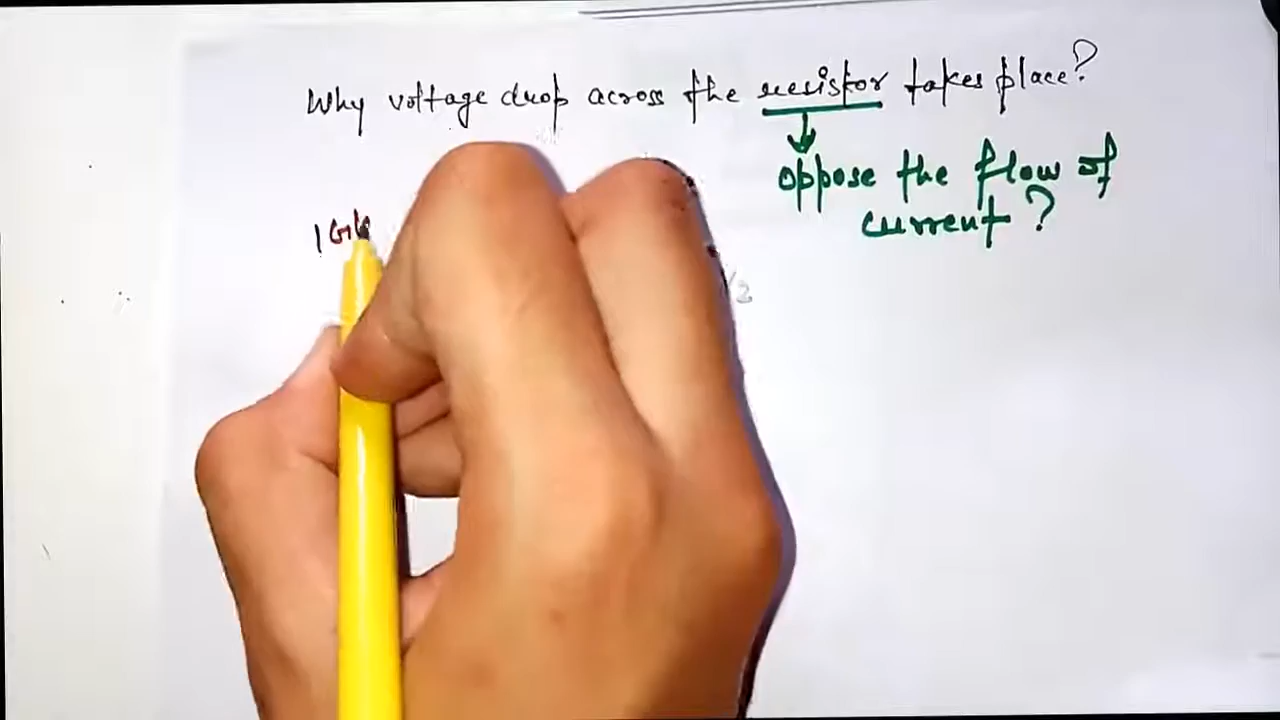 Why voltage drop across the resistor takes place?
oppose the flow of
current?